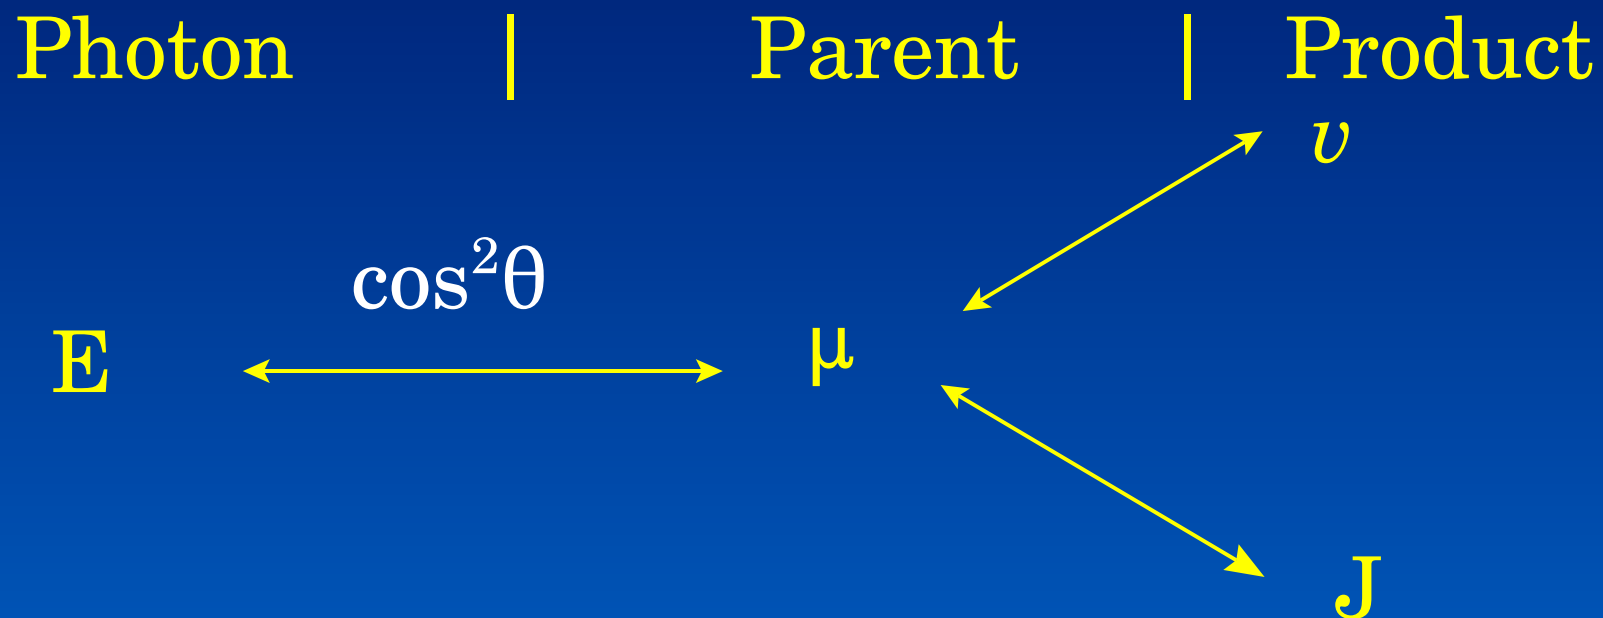 Photon | Parent | Product
v
cos²θ
E μ
J